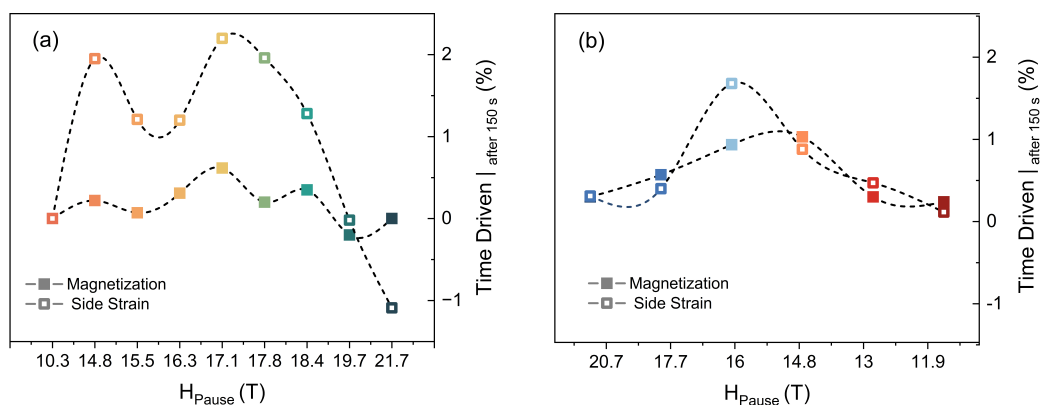 (a)
2
1
0
−1
Time Driven | after 150 s (%)
Magnetization
Side Strain
10.3 14.8 15.5 16.3 17.1 17.8 18.4 19.7 21.7
HPause (T)
(b)
2
1
0
-1
Time Driven | after 150 s (%)
Magnetization
Side Strain
20.7 17.7 16 14.8 13 11.9
HPause (T)